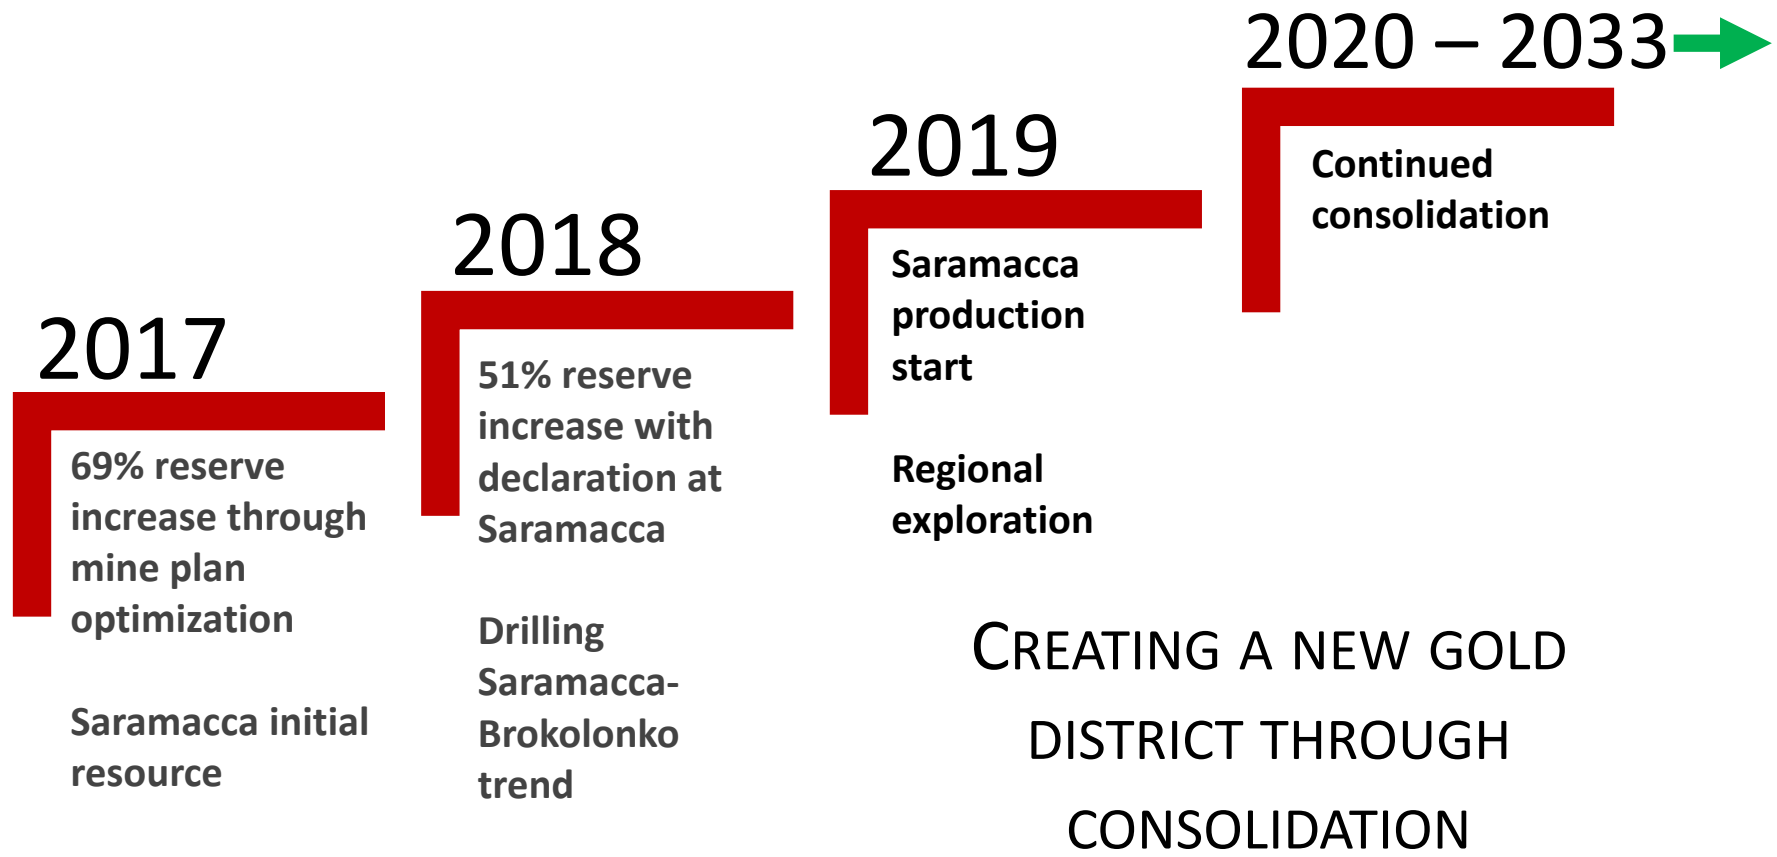 2017
69% reserve
increase through
mine plan
optimization
Saramacca initial
resource
2018
51% reserve
increase with
declaration at
Saramacca
Drilling
Saramacca-
Brokolonko
trend
2019
Saramacca
production
start
Regional
exploration
2020 – 2033
Continued
consolidation
CREATING A NEW GOLD
DISTRICT THROUGH
CONSOLIDATION